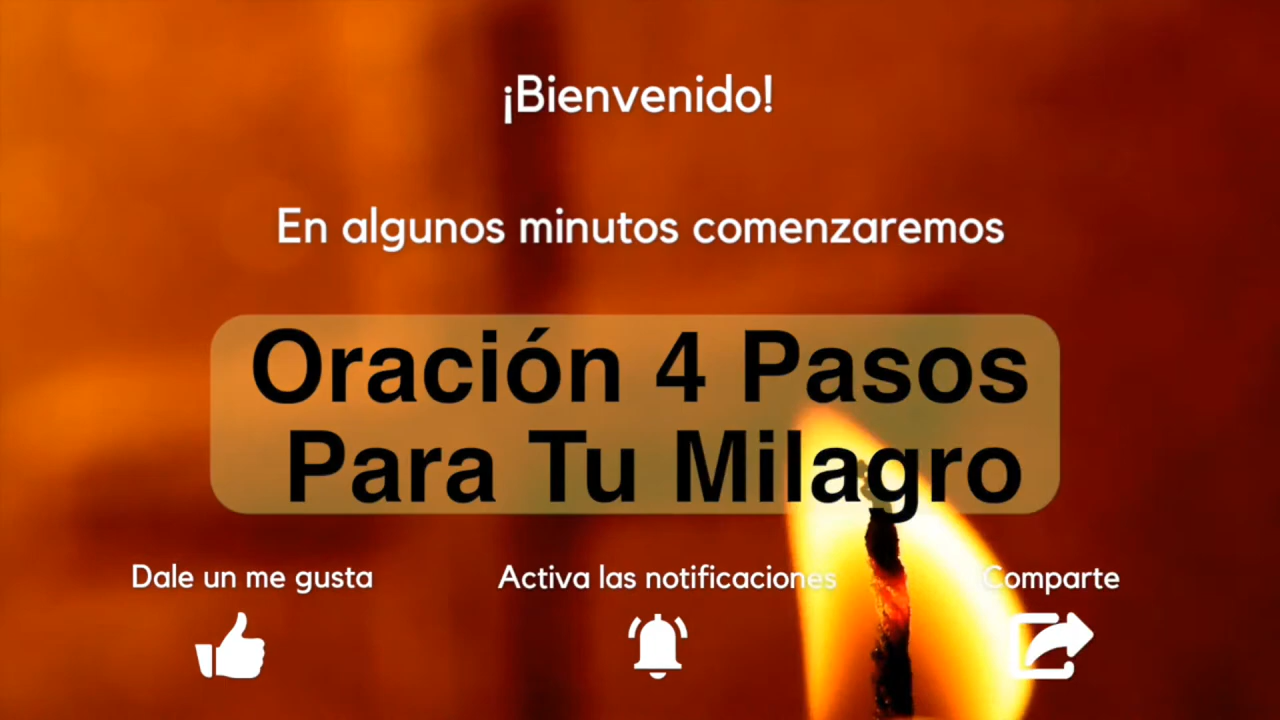 ¡Bienvenido!
En algunos minutos comenzaremos
Oración 4 Pasos
Para Tu Milagro
Dale un me gusta
Activa las notificaciones
Comparte